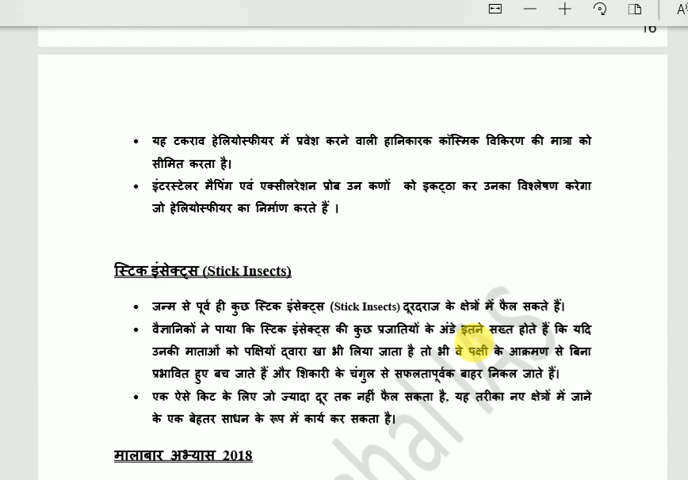 16
• यह टकराव हेलियोस्फीयर में प्रवेश करने वाली हानिकारक कॉस्मिक विकिरण की मात्रा को
सीमित करता है।
• इंटरस्टेलर मैपिंग एवं एक्सीलरेशन प्रोब उन कणों को इकट्ठा कर उनका विश्लेषण करेगा
जो हेलियोस्फीयर का निर्माण करते हैं ।
स्टिक इंसेक्ट्स (Stick Insects)
• जन्म से पूर्व ही कुछ स्टिक इंसेक्ट्स (Stick Insects) दूरदराज के क्षेत्रों में फैल सकते हैं।
• वैज्ञानिकों ने पाया कि स्टिक इंसेक्ट्स की कुछ प्रजातियों के अंडे इतने सख्त होते हैं कि यदि
उनकी माताओं को पक्षियों द्वारा खा भी लिया जाता है तो भी वे पक्षी के आक्रमण से बिना
प्रभावित हुए बच जाते हैं और शिकारी के चंगुल से सफलतापूर्वक बाहर निकल जाते हैं।
• एक ऐसे किट के लिए जो ज्यादा दूर तक नहीं फैल सकता है, यह तरीका नए क्षेत्रों में जाने
के एक बेहतर साधन के रूप में कार्य कर सकता है।
मालाबार अभ्यास 2018
hal IAS